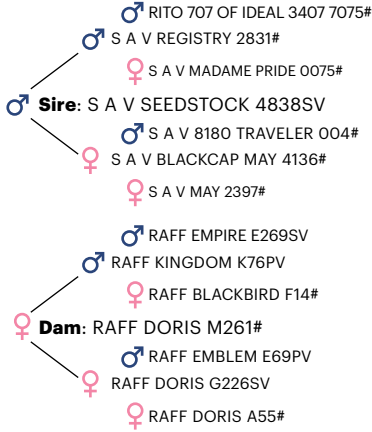 RITO 707 OF IDEAL 3407 7075#
S A V REGISTRY 2831#
S A V MADAME PRIDE 0075#
Sire: S A V SEEDSTOCK 4838SV
S A V 8180 TRAVELER 004#
S A V BLACKCAP MAY 4136#
S A V MAY 2397#
RAFF EMPIRE E269SV
RAFF KINGDOM K76PV
RAFF BLACKBIRD F14#
Dam: RAFF DORIS M261#
RAFF EMBLEM E69PV
RAFF DORIS G226SV
RAFF DORIS A55#